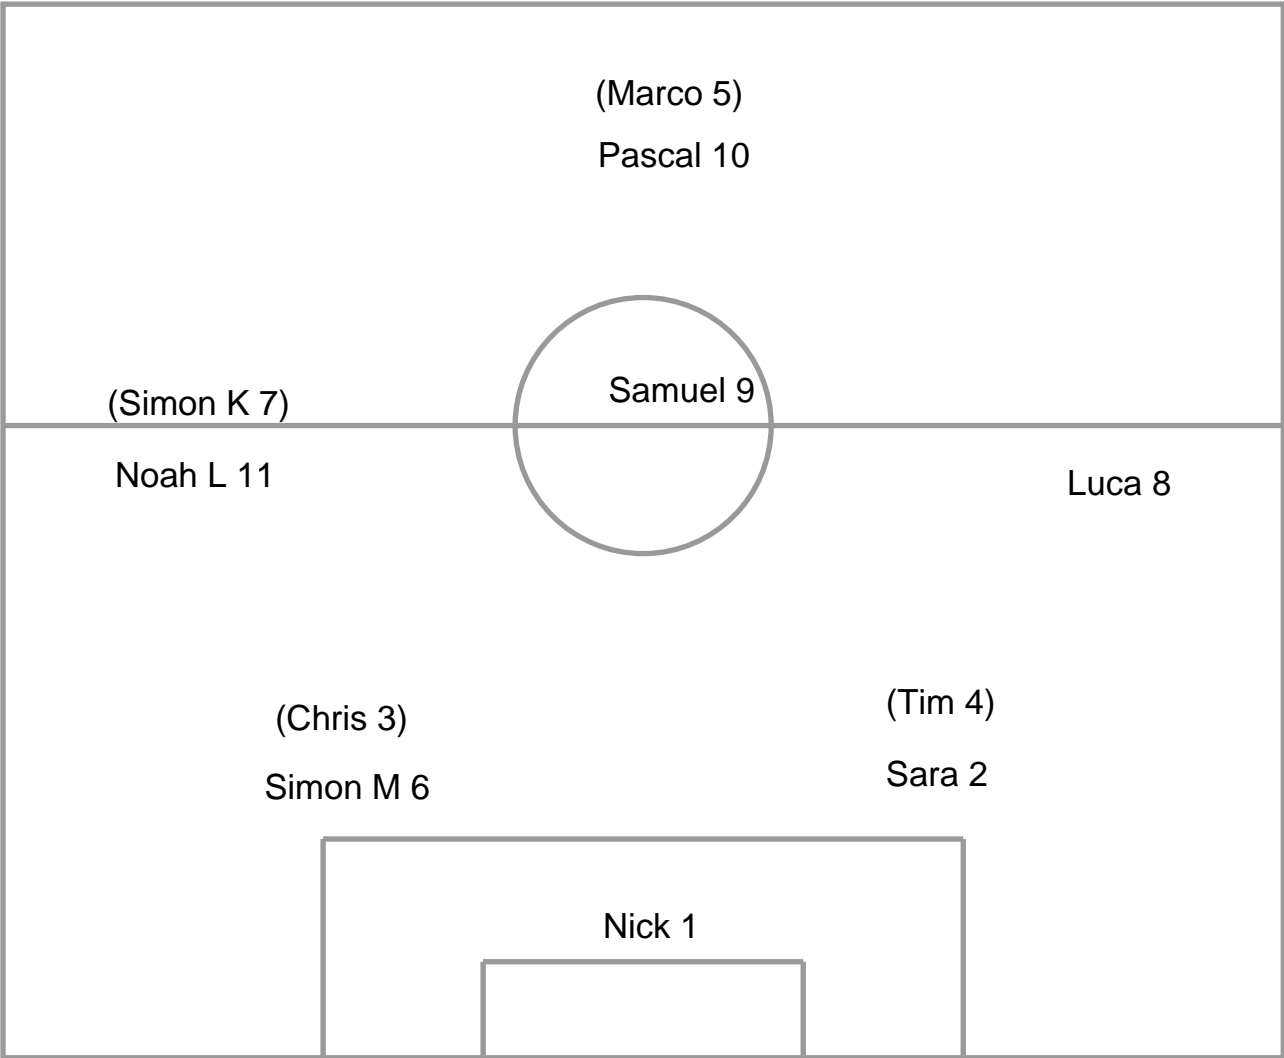 (Marco 5)
Pascal 10
Samuel 9
(Simon K 7)
Noah L 11
Luca 8
(Tim 4)
(Chris 3)
Sara 2
Simon M 6
Nick 1